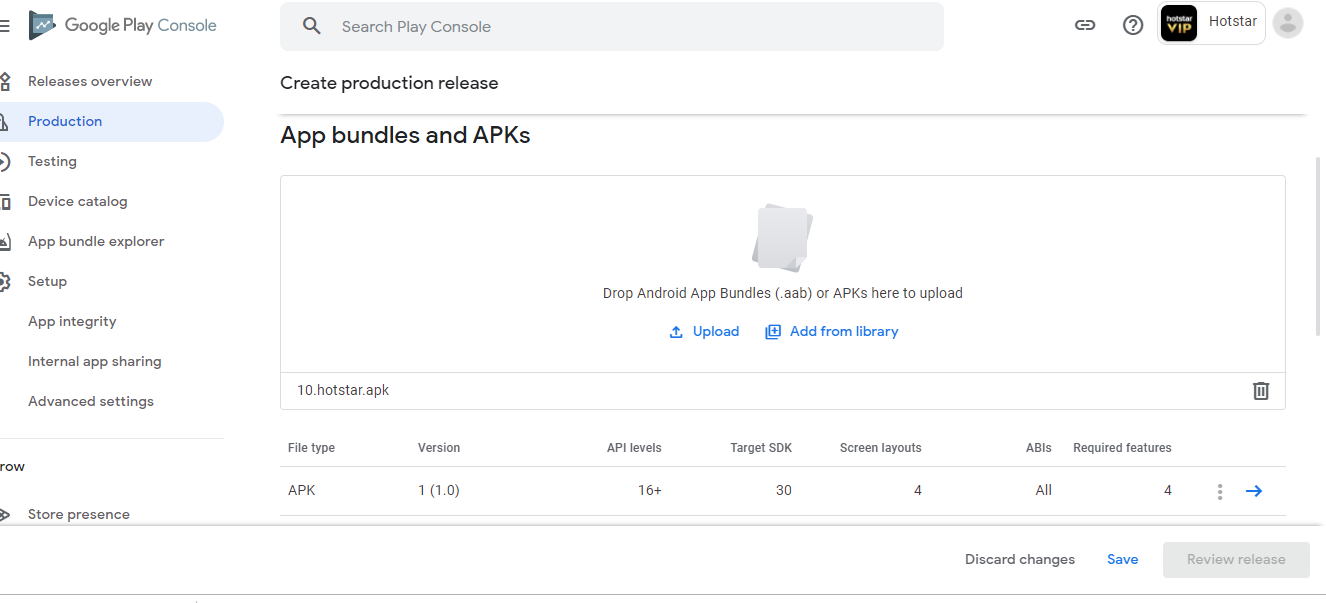 Google Play Console
Search Play Console
hotstar
VIP
Hotstar
Releases overview
Production
Testing
Device catalog
App bundle explorer
Setup
App integrity
Internal app sharing
Advanced settings
row
Store presence
Create production release
App bundles and APKs
Drop Android App Bundles (.aab) or APKs here to upload
Upload Add from library
10.hotstar.apk
File type Version API levels Target SDK Screen layouts ABIs Required features
APK 1 (1.0) 16+ 30 4 All 4
Discard changes Save Review release